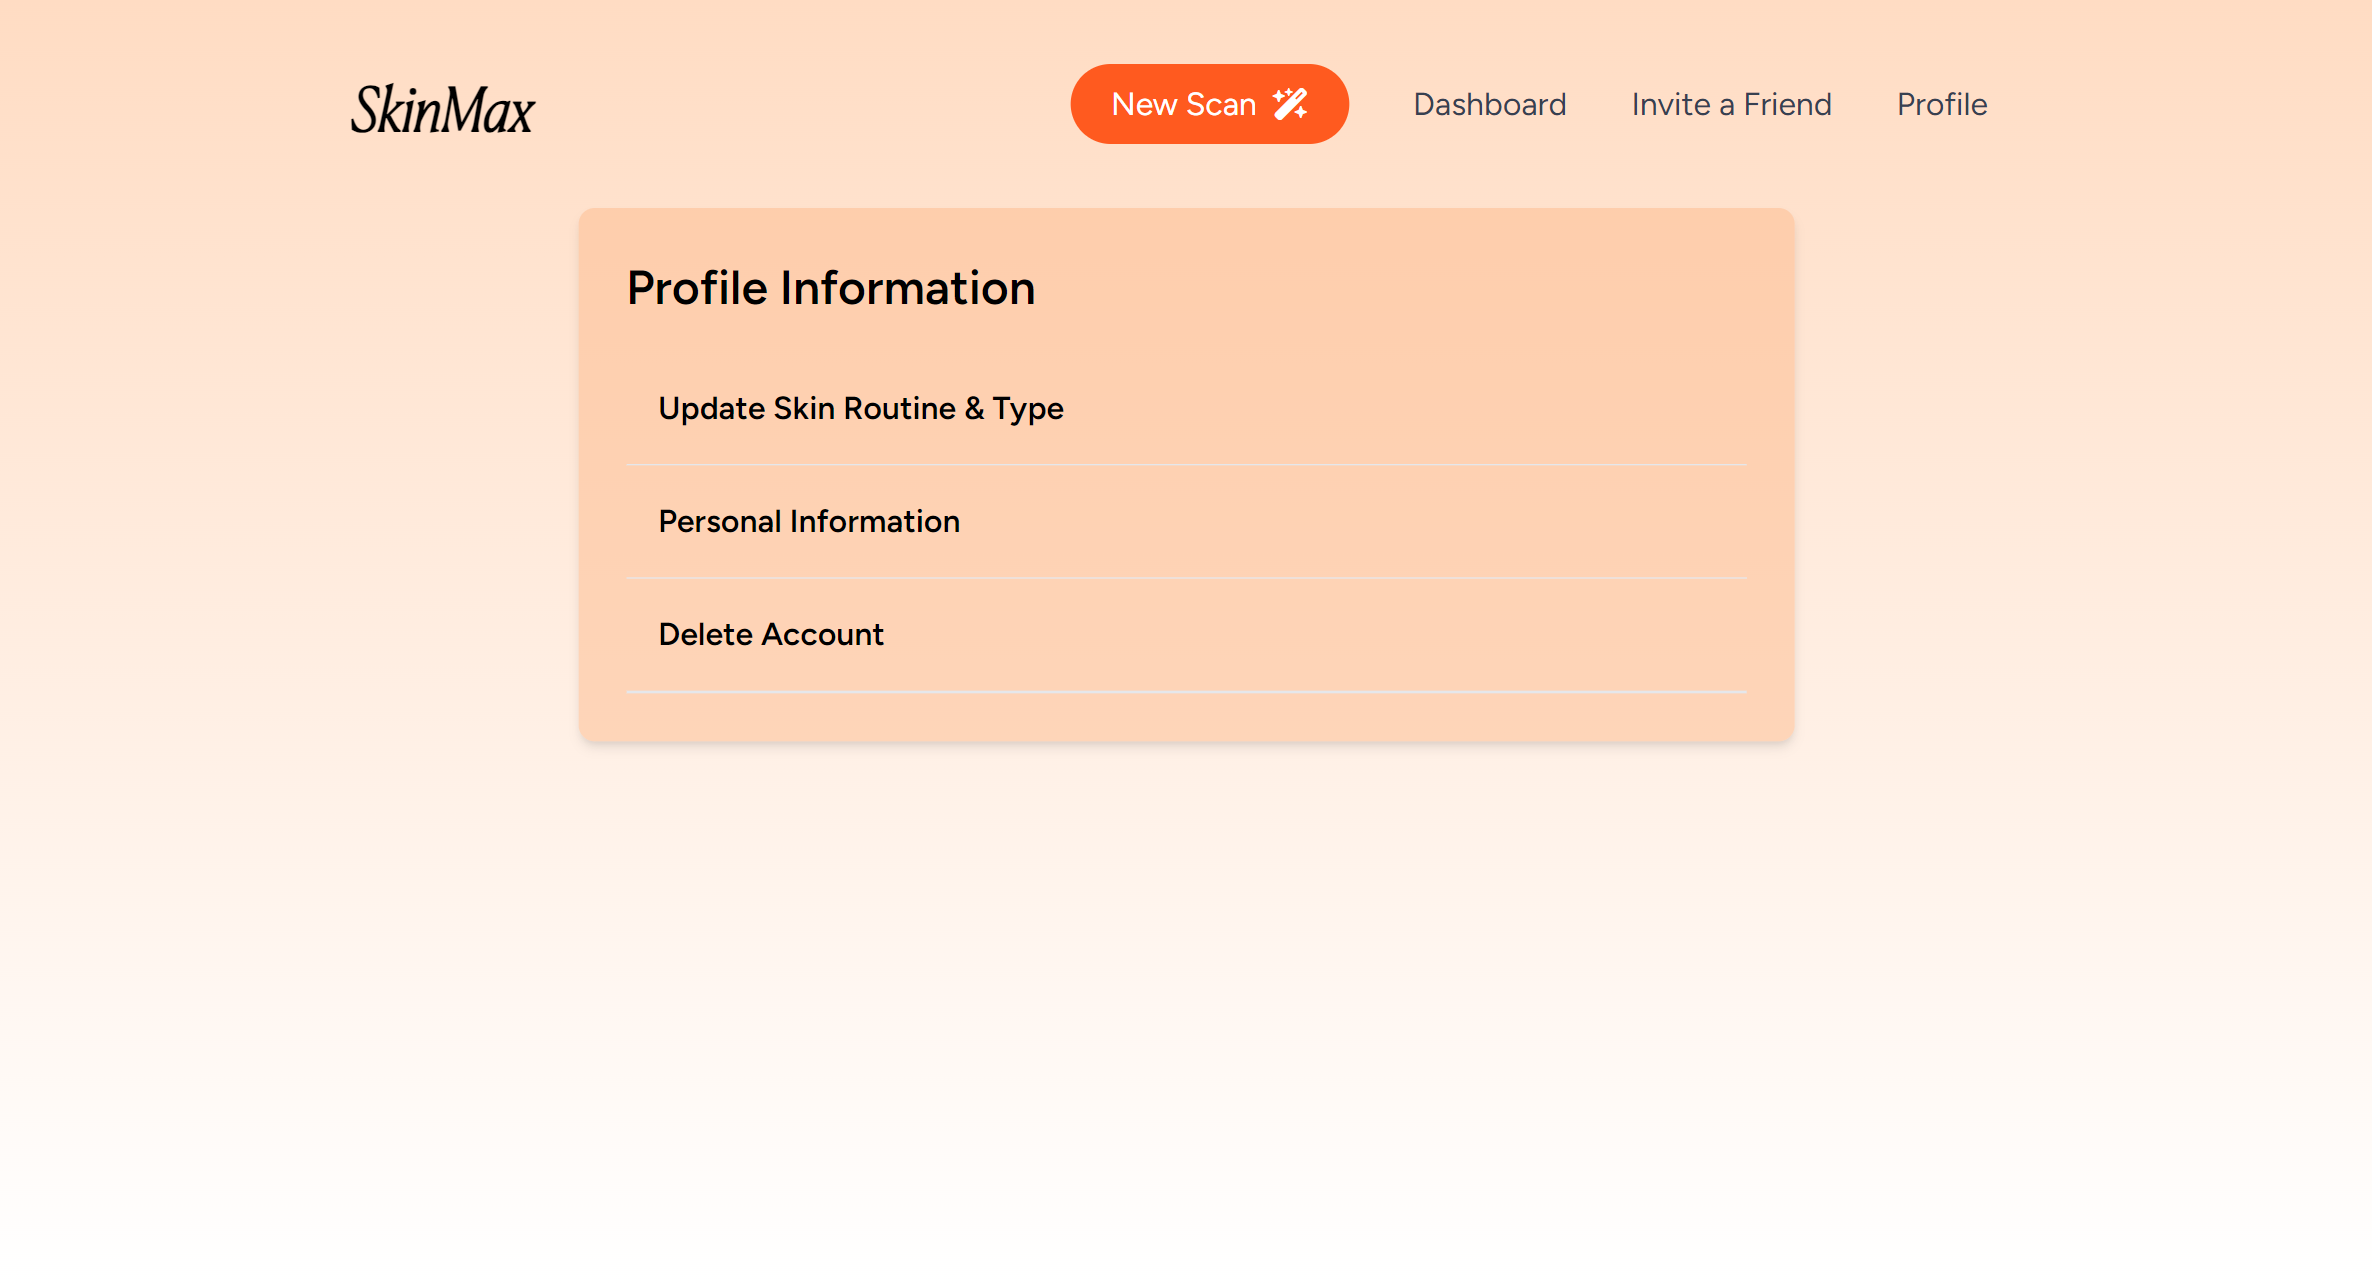 SkinMax
New Scan
Dashboard
Invite a Friend
Profile
Profile Information
Update Skin Routine & Type
Personal Information
Delete Account